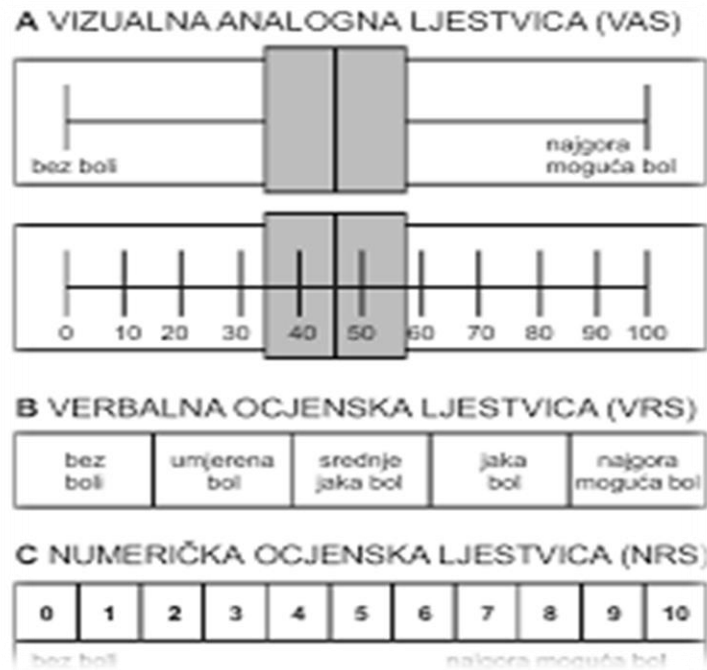 A VIZUALNA ANALOGNA LJESTVICA (VAS)
bez boli
najgora
moguća bol
0 10 20 30 40 50 60 70 80 90 100
B VERBALNA OCJENSKA LJESTVICA (VRS)
bez boli
umjerena bol
srednje jaka bol
jaka bol
najgora moguća bol
C NUMERIČKA OCJENSKA LJESTVICA (NRS)
0 1 2 3 4 5 6 7 8 9 10
bez boli najgora moguća bol